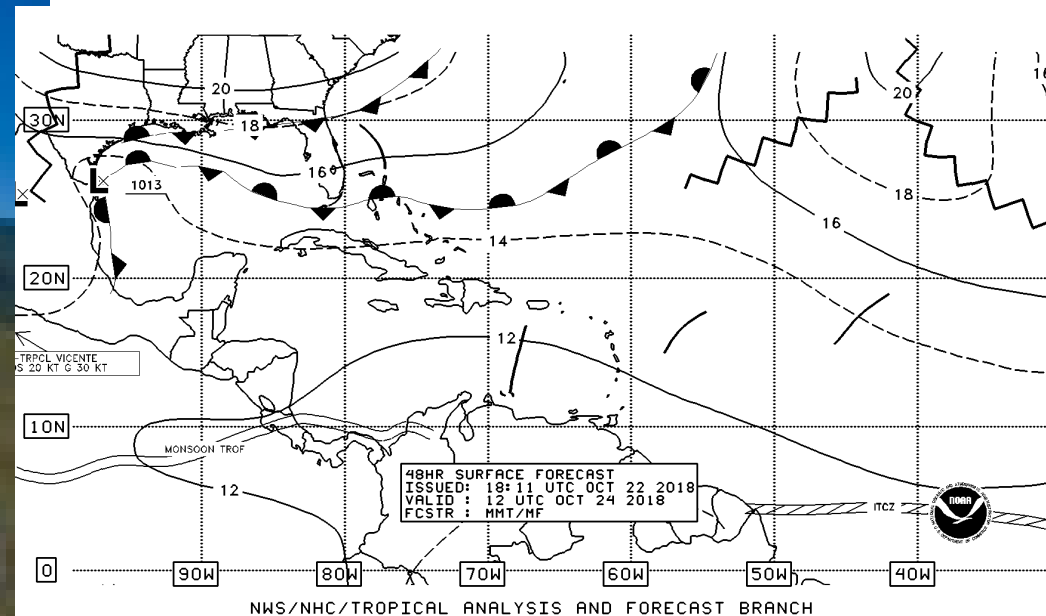 20
20
16
30N
18
16
1013
L
18
16
14
20N
12
-TRPCL VICENTE
20 KT G 30 KT
10N
MONSOON TROF
12
48HR SURFACE FORECAST
ISSUED: 18:11 UTC OCT 22 2018
VALID : 12 UTC OCT 24 2018
FCSTR : MMT/MF
ITCZ
NOAA
0
90W
80W
70W
60W
50W
40W
NWS/NHC/TROPICAL ANALYSIS AND FORECAST BRANCH